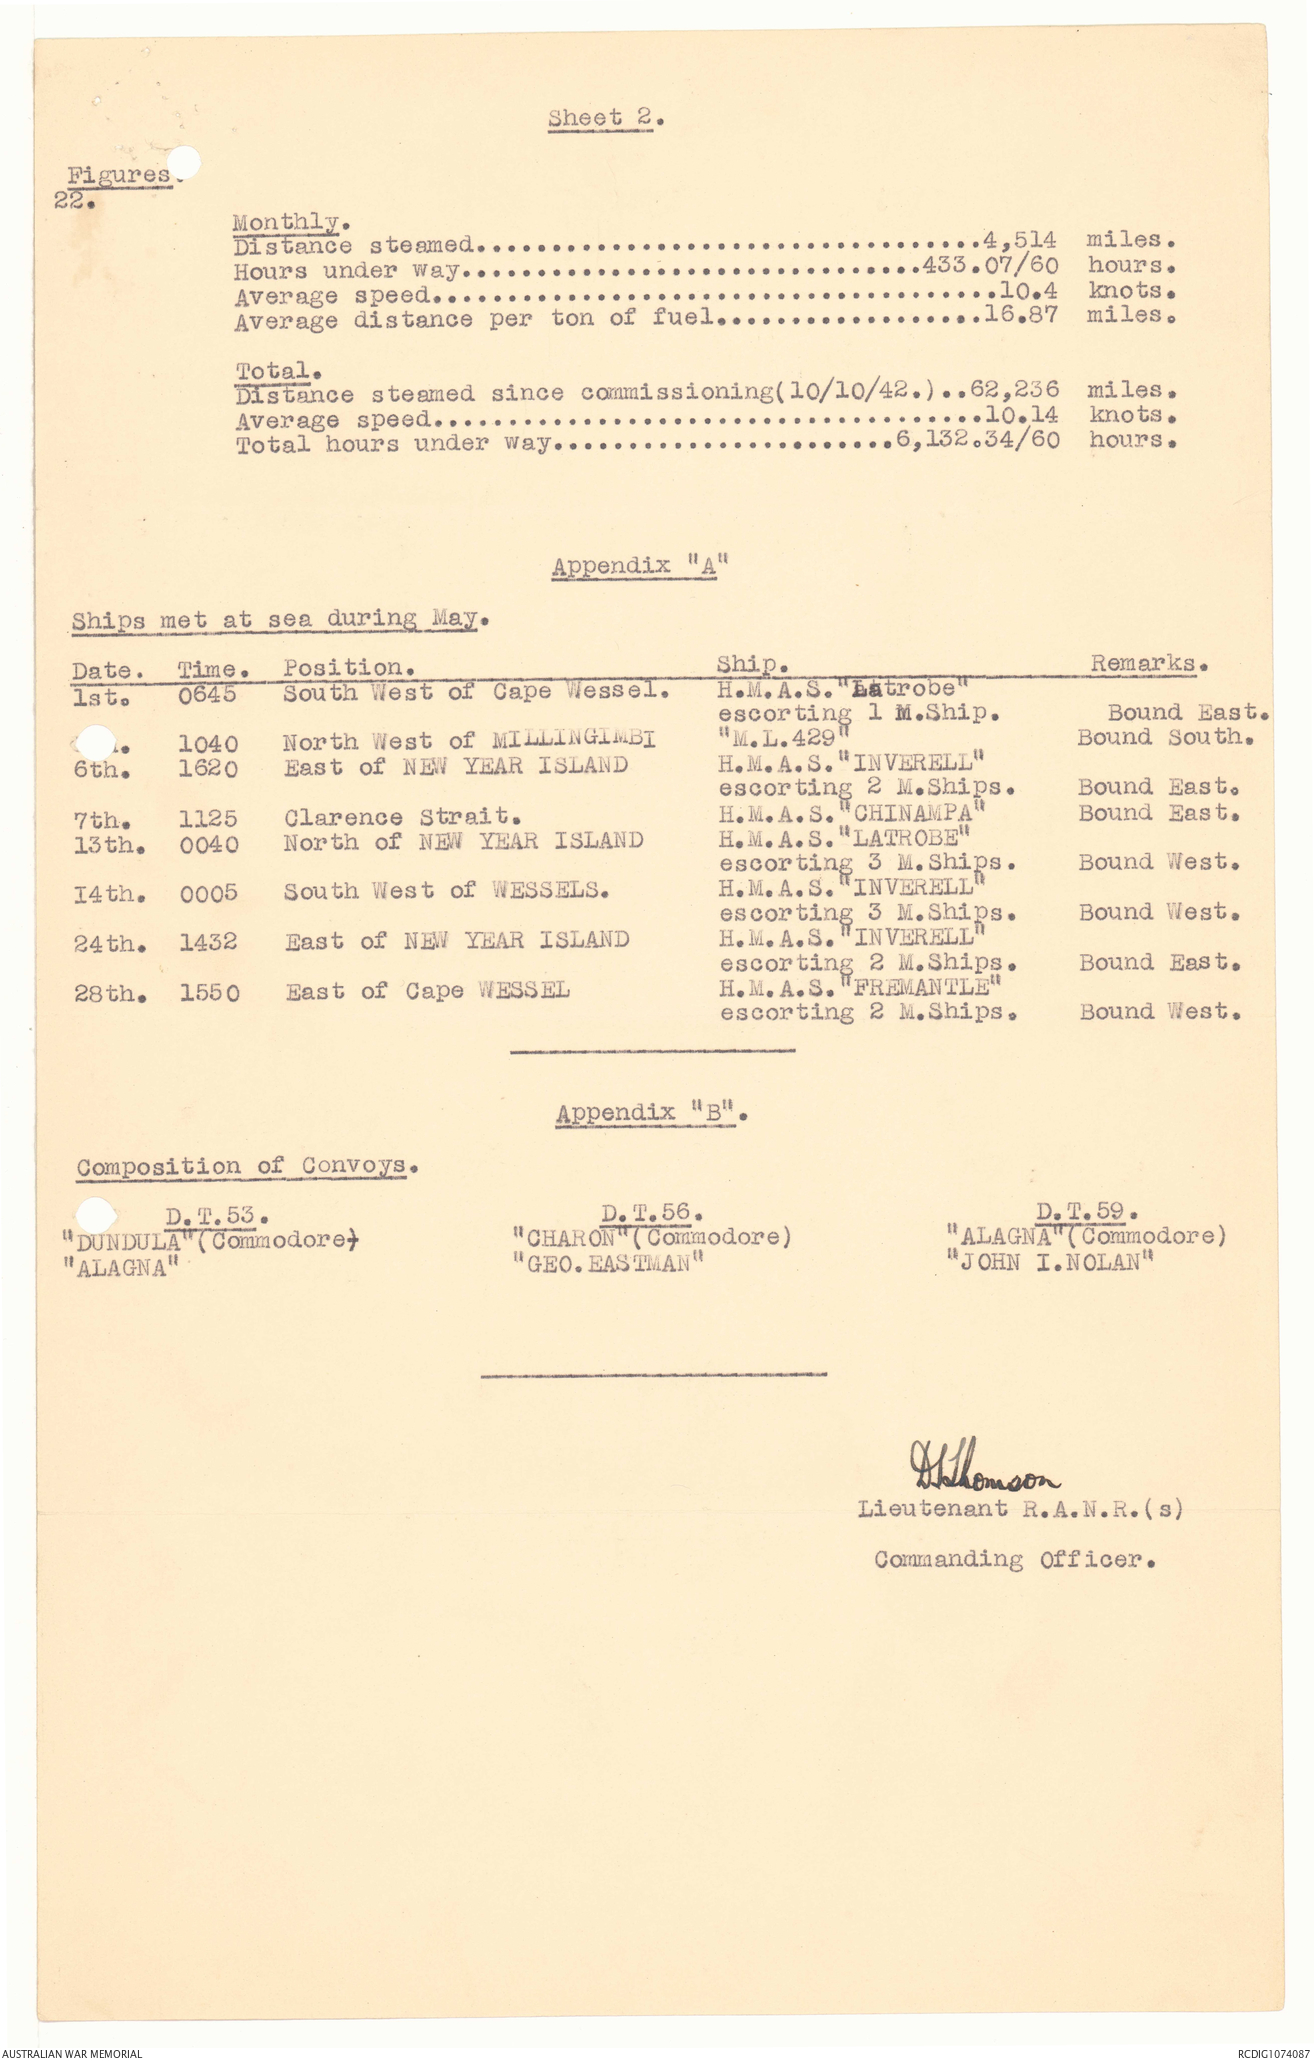 Sheet 2.
Figures.
22.
Monthly.
Distance steamed..................................4,514 miles.
Hours under way...............................433.07/60 hours.
Average speed......................................10.4 knots.
Average distance per ton of fuel..................16.87 miles.
Total.
Distance steamed since commissioning(10/10/42.)..62,236 miles.
Average speed.....................................10.14 knots.
Total hours under way.......................6,132.34/60 hours.
Appendix "A"
Ships met at sea during May.
Date. Time. Position. Ship. Remarks.
1st. 0645 South West of Cape Wessel. H.M.A.S."Latrobe"
escorting 1 M.Ship. Bound East.
1040 North West of MILLINGIMBI "M.L.429" Bound South.
6th. 1620 East of NEW YEAR ISLAND H.M.A.S."INVERELL"
escorting 2 M.Ships. Bound East.
7th. 1125 Clarence Strait. H.M.A.S."CHINAMPA" Bound East.
13th. 0040 North of NEW YEAR ISLAND H.M.A.S."LATROBE"
escorting 3 M.Ships. Bound West.
14th. 0005 South West of WESSELS. H.M.A.S."INVERELL"
escorting 3 M.Ships. Bound West.
24th. 1432 East of NEW YEAR ISLAND H.M.A.S."INVERELL"
escorting 2 M.Ships. Bound East.
28th. 1550 East of Cape WESSEL H.M.A.S."FREMANTLE"
escorting 2 M.Ships. Bound West.
Appendix "B".
Composition of Convoys.
D.T.53. D.T.56. D.T.59.
"DUNDULA"(Commodore) "CHARON"(Commodore) "ALAGNA"(Commodore)
"ALAGNA" "GEO.EASTMAN" "JOHN I.NOLAN"
Thomson
Lieutenant R.A.N.R.(s)
Commanding Officer.
AUSTRALIAN WAR MEMORIAL RCDIG1074087